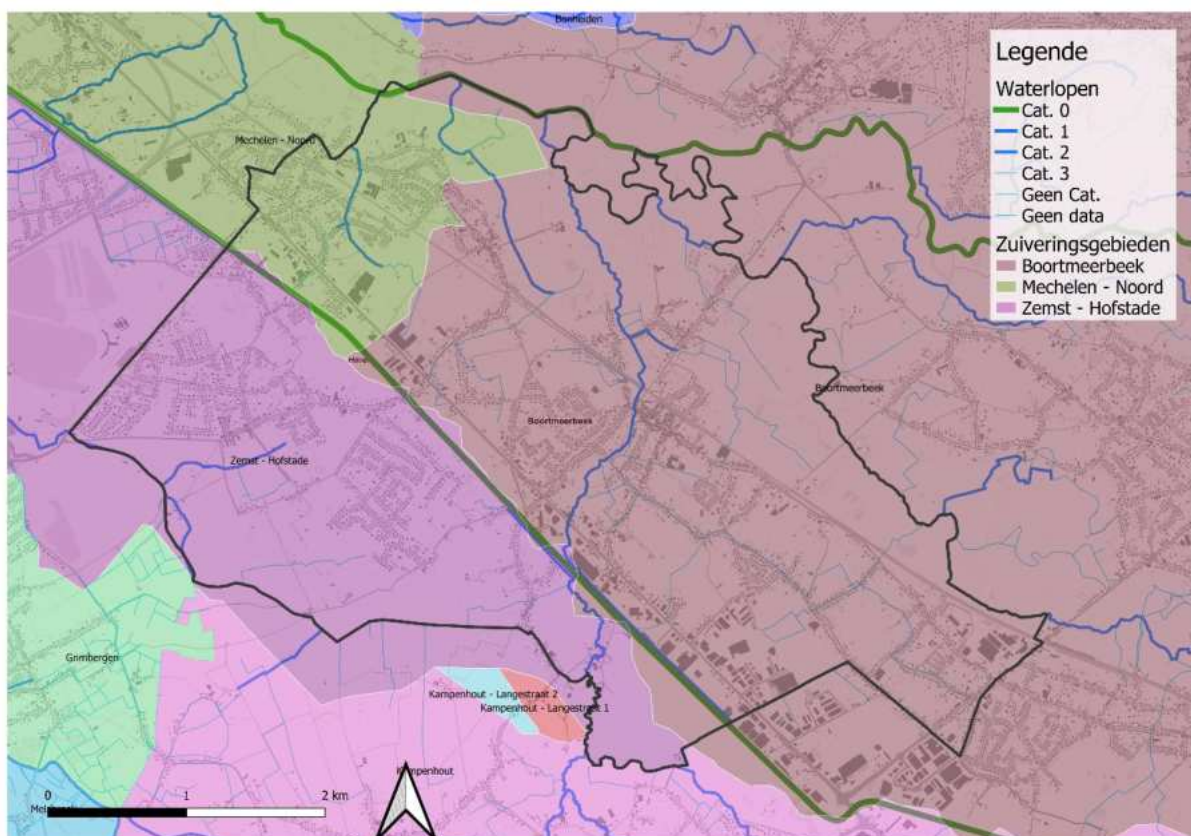 Bonheiden
Legende
Waterlopen
Cat. 0
Cat. 1
Cat. 2
Cat. 3
Geen Cat.
Geen data
Zuiveringsgebieden
Boortmeerbeek
Mechelen - Noord
Zemst - Hofstade
Mechelen - Noord
Boortmeerbeek
Boortmeerbeek
Zemst - Hofstade
Grimbergen
Kampenhout - Langestraat 2
Kampenhout - Langestraat 1
Kampenhout
0
1
2 km